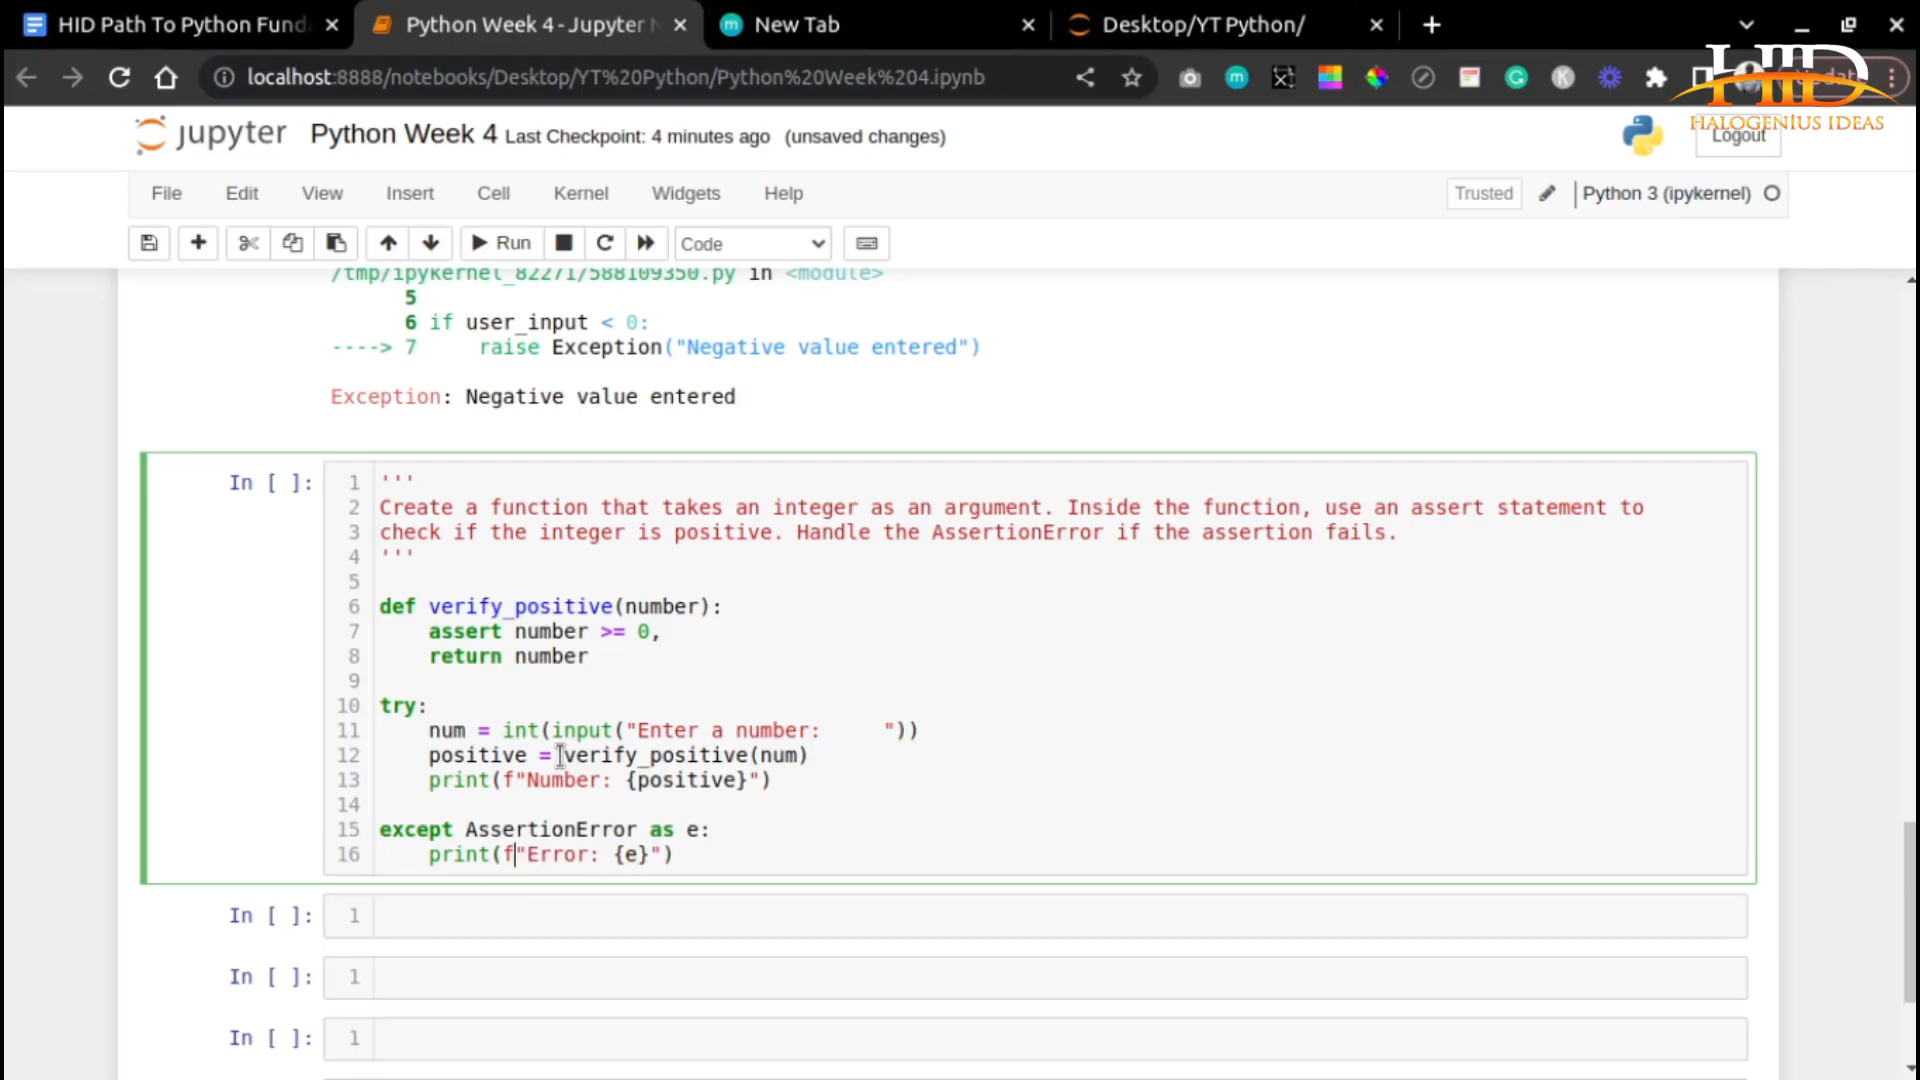 HID Path To Python Fund
Python Week 4 - Jupyter N
New Tab
Desktop/YT Python/
localhost:8888/notebooks/Desktop/YT%20Python/Python%20Week%204.ipynb
HID
HALOGENIUS IDEAS
jupyter Python Week 4 Last Checkpoint: 4 minutes ago (unsaved changes)
Logout
File Edit View Insert Cell Kernel Widgets Help
Trusted Python 3 (ipykernel)
Run Code
/tmp/ipykernel_82271/588109350.py in <module>
5
6 if user_input < 0:
----> 7 raise Exception("Negative value entered")
Exception: Negative value entered
In [ ]:
1 '''
2 Create a function that takes an integer as an argument. Inside the function, use an assert statement to
3 check if the integer is positive. Handle the AssertionError if the assertion fails.
4 '''
5
6 def verify_positive(number):
7     assert number >= 0,
8     return number
9
10 try:
11     num = int(input("Enter a number:     "))
12     positive = verify_positive(num)
13     print(f"Number: {positive}")
14
15 except AssertionError as e:
16     print(f"Error: {e}")
In [ ]: 1
In [ ]: 1
In [ ]: 1